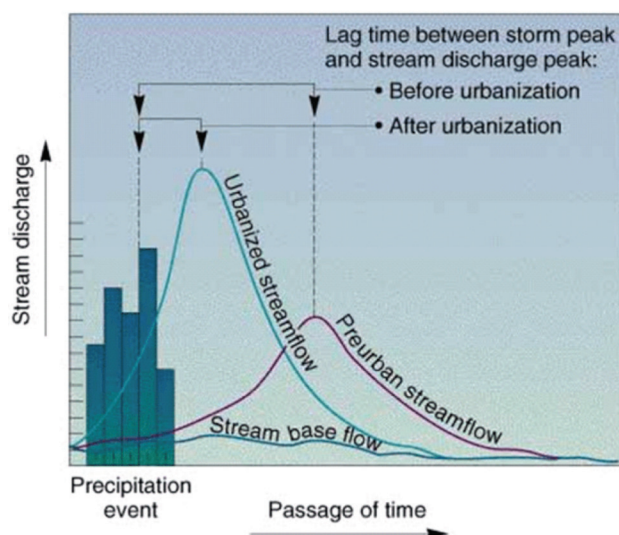 Lag time between storm peak
and stream discharge peak:
• Before urbanization
• After urbanization
Stream discharge
Urbanized streamflow
Preurban streamflow
Stream base flow
Precipitation
event
Passage of time